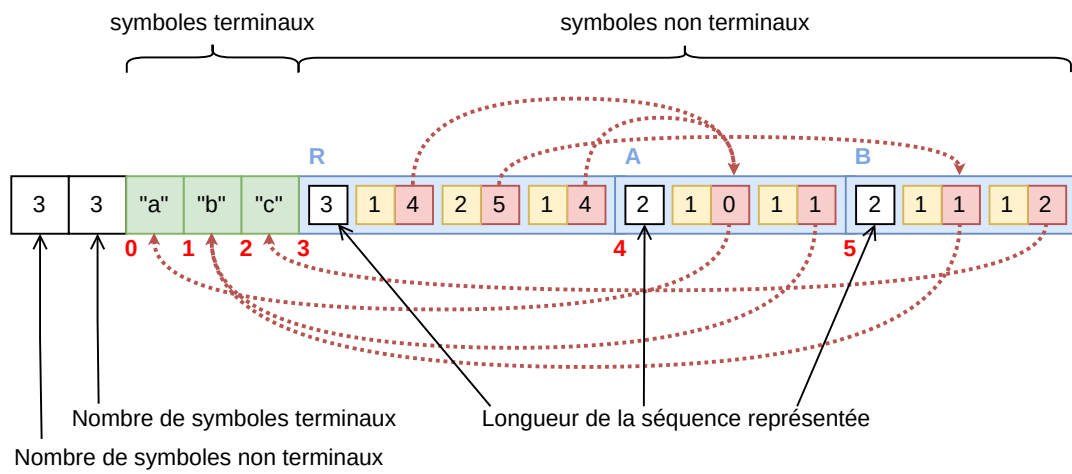 symboles terminaux symboles non terminaux
R A B
3 3 "a" "b" "c" 3 1 4 2 5 1 4 2 1 0 1 1 2 1 1 1 2
0 1 2 3 4 5
Nombre de symboles terminaux Longueur de la séquence représentée
Nombre de symboles non terminaux